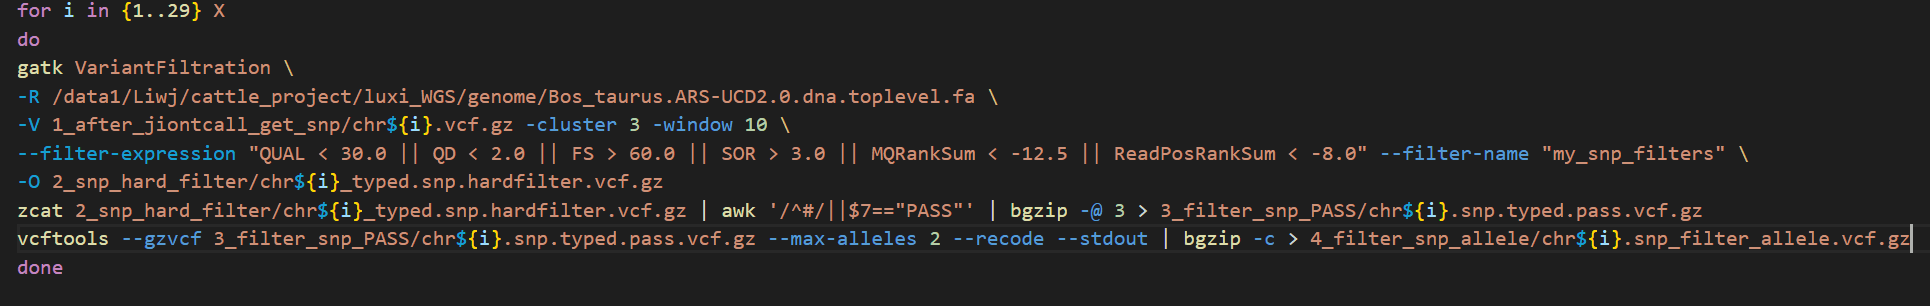 for i in {1..29} X
do
gatk VariantFiltration \
-R /data1/Liwj/cattle_project/luxi_WGS/genome/Bos_taurus.ARS-UCD2.0.dna.toplevel.fa \
-V 1_after_jiontcall_get_snp/chr${i}.vcf.gz -cluster 3 -window 10 \
--filter-expression "QUAL < 30.0 || QD < 2.0 || FS > 60.0 || SOR > 3.0 || MQRankSum < -12.5 || ReadPosRankSum < -8.0" --filter-name "my_snp_filters" \
-O 2_snp_hard_filter/chr${i}_typed.snp.hardfilter.vcf.gz
zcat 2_snp_hard_filter/chr${i}_typed.snp.hardfilter.vcf.gz | awk '/^#/||$7=="PASS"' | bgzip -@ 3 > 3_filter_snp_PASS/chr${i}.snp.typed.pass.vcf.gz
vcftools --gzvcf 3_filter_snp_PASS/chr${i}.snp.typed.pass.vcf.gz --max-alleles 2 --recode --stdout | bgzip -c > 4_filter_snp_allele/chr${i}.snp_filter_allele.vcf.gz
done